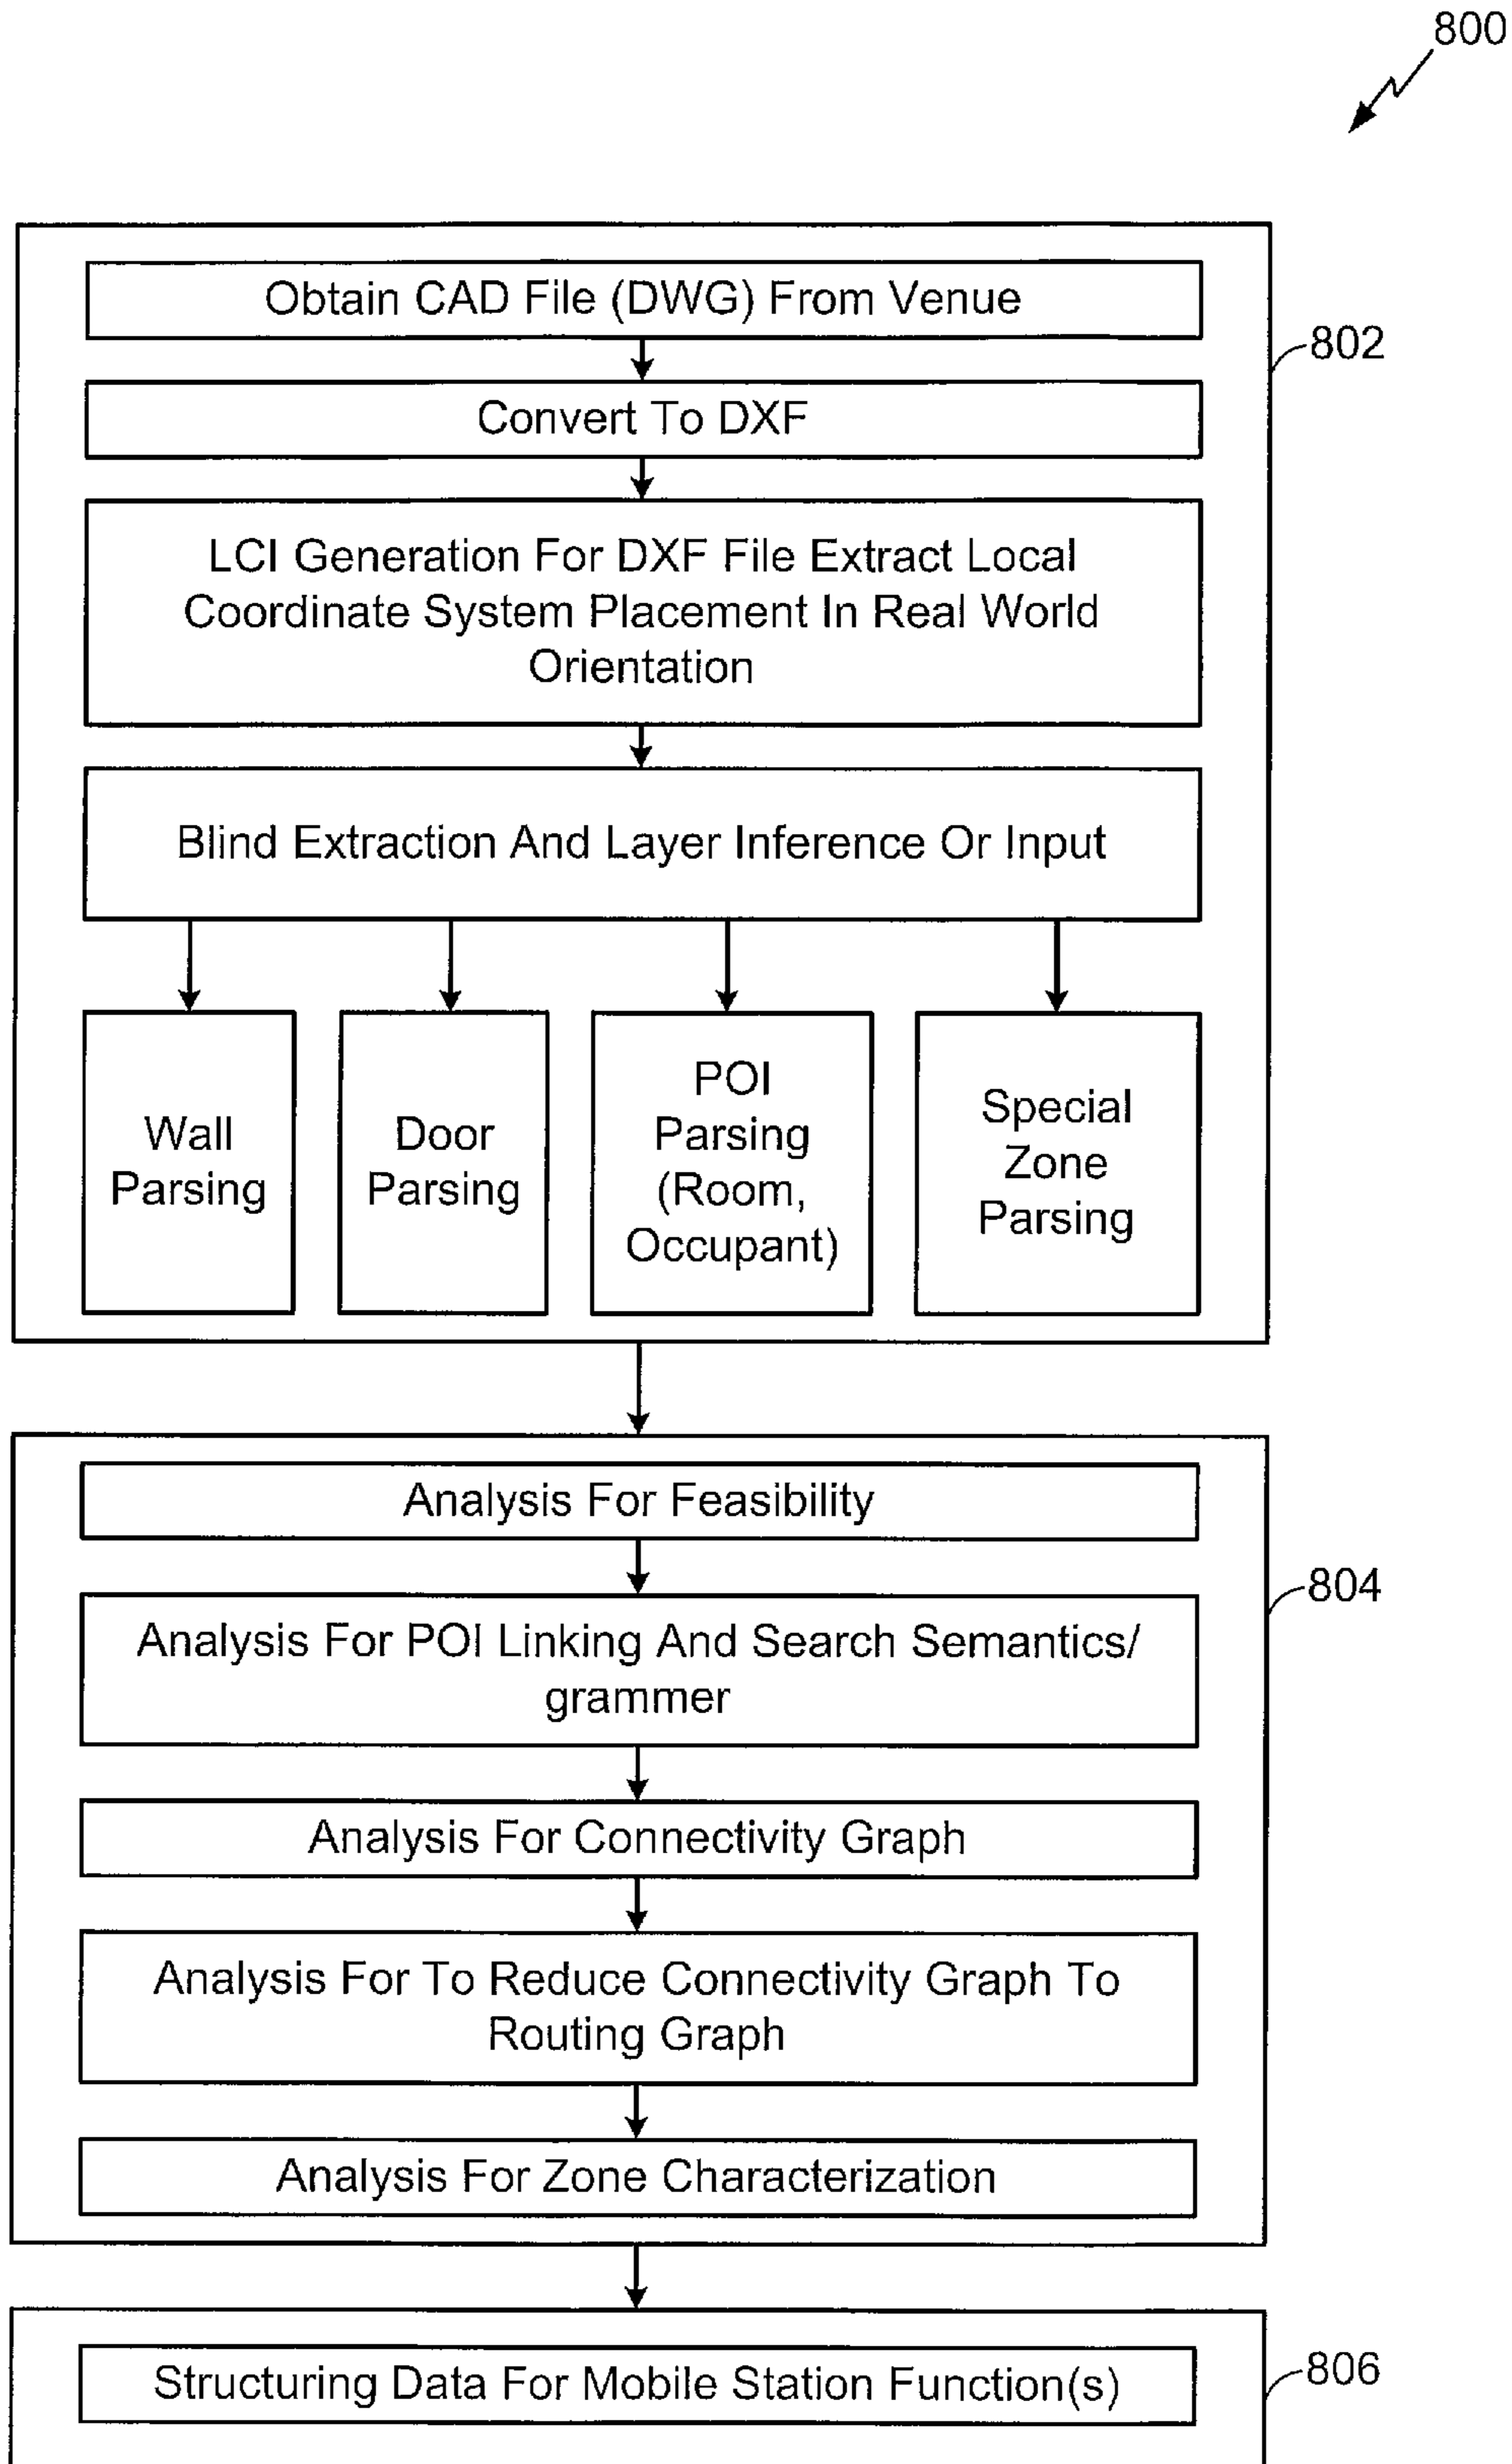 800
Obtain CAD File (DWG) From Venue
802
Convert To DXF
LCI Generation For DXF File Extract Local
Coordinate System Placement In Real World
Orientation
Blind Extraction And Layer Inference Or Input
Wall
Parsing
Door
Parsing
POI
Parsing
(Room,
Occupant)
Special
Zone
Parsing
Analysis For Feasibility
804
Analysis For POI Linking And Search Semantics/
grammer
Analysis For Connectivity Graph
Analysis For To Reduce Connectivity Graph To
Routing Graph
Analysis For Zone Characterization
Structuring Data For Mobile Station Function(s)
806